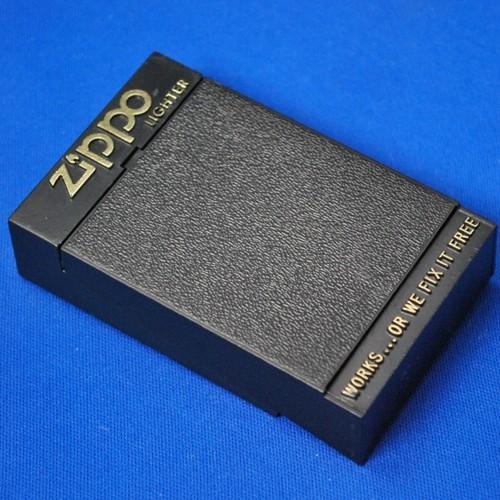 zippo
LIGHTER
WORKS...OR WE FIX IT FREE